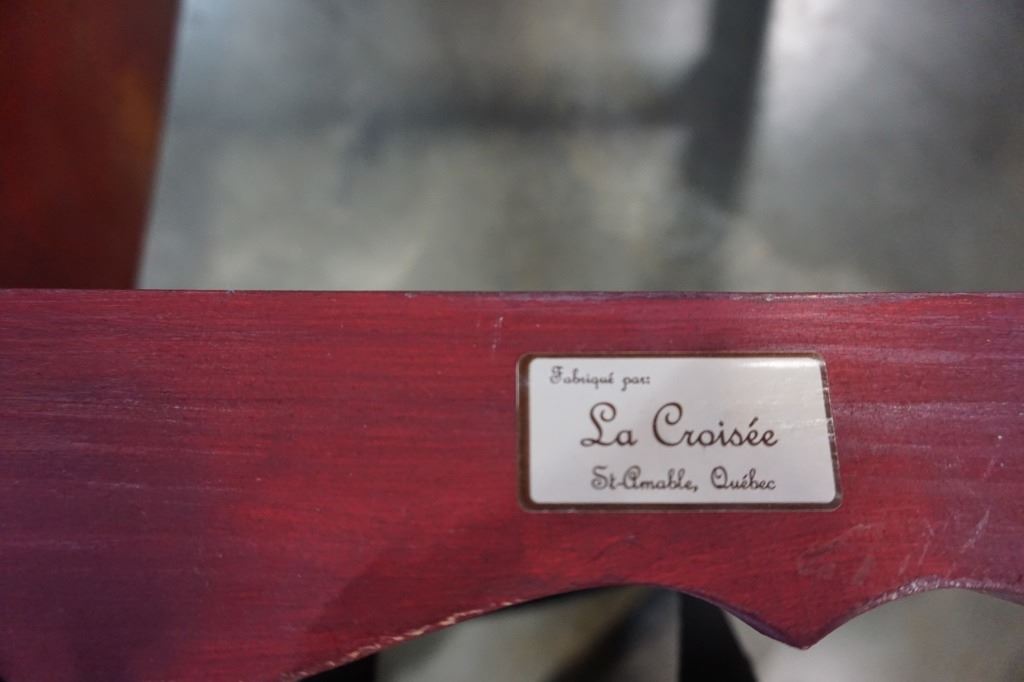 Fabriqué par:
La Croisée
St-Amable, Québec